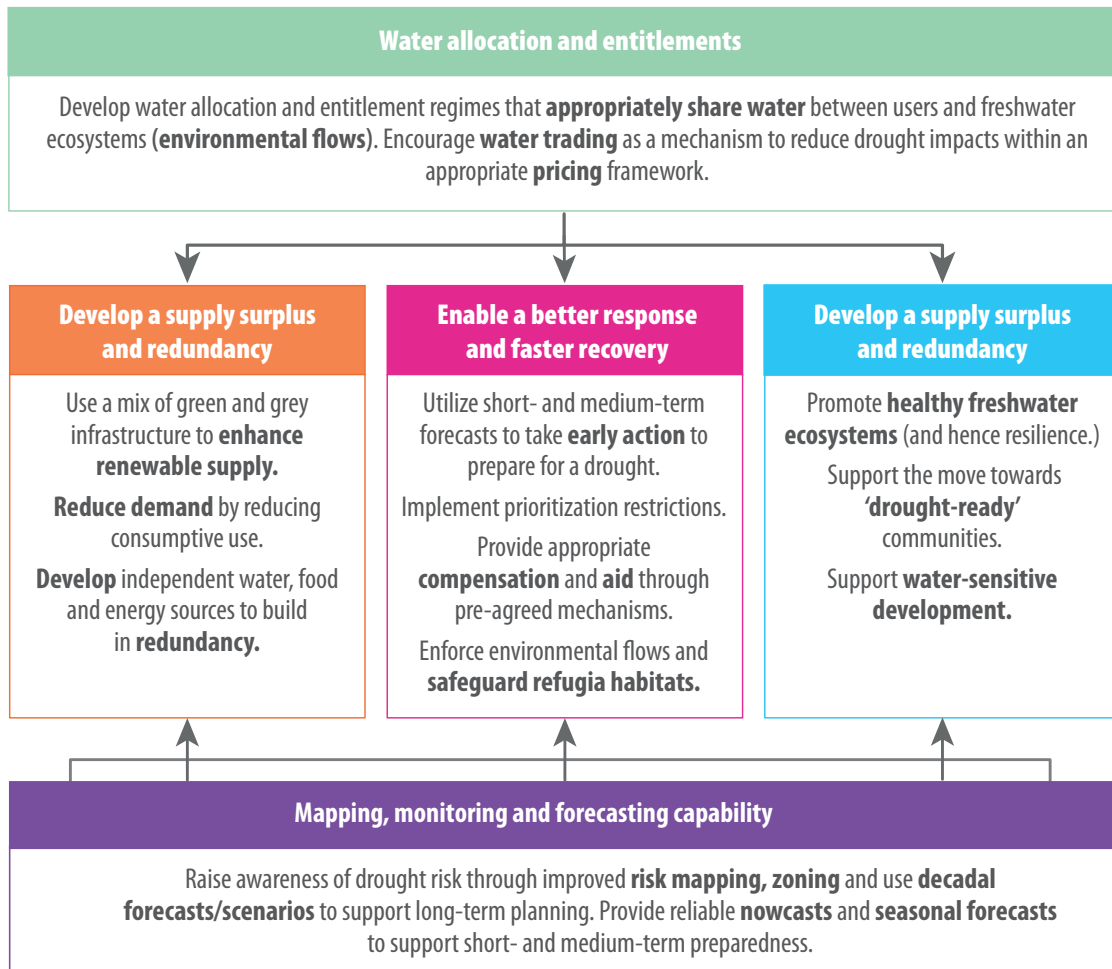 Water allocation and entitlements
Develop water allocation and entitlement regimes that appropriately share water between users and freshwater
ecosystems (environmental flows). Encourage water trading as a mechanism to reduce drought impacts within an
appropriate pricing framework.
Develop a supply surplus
and redundancy
Use a mix of green and grey
infrastructure to enhance
renewable supply.
Reduce demand by reducing
consumptive use.
Develop independent water, food
and energy sources to build
in redundancy.
Enable a better response
and faster recovery
Utilize short- and medium-term
forecasts to take early action to
prepare for a drought.
Implement prioritization restrictions.
Provide appropriate
compensation and aid through
pre-agreed mechanisms.
Enforce environmental flows and
safeguard refugia habitats.
Develop a supply surplus
and redundancy
Promote healthy freshwater
ecosystems (and hence resilience.)
Support the move towards
‘drought-ready’
communities.
Support water-sensitive
development.
Mapping, monitoring and forecasting capability
Raise awareness of drought risk through improved risk mapping, zoning and use decadal
forecasts/scenarios to support long-term planning. Provide reliable nowcasts and seasonal forecasts
to support short- and medium-term preparedness.